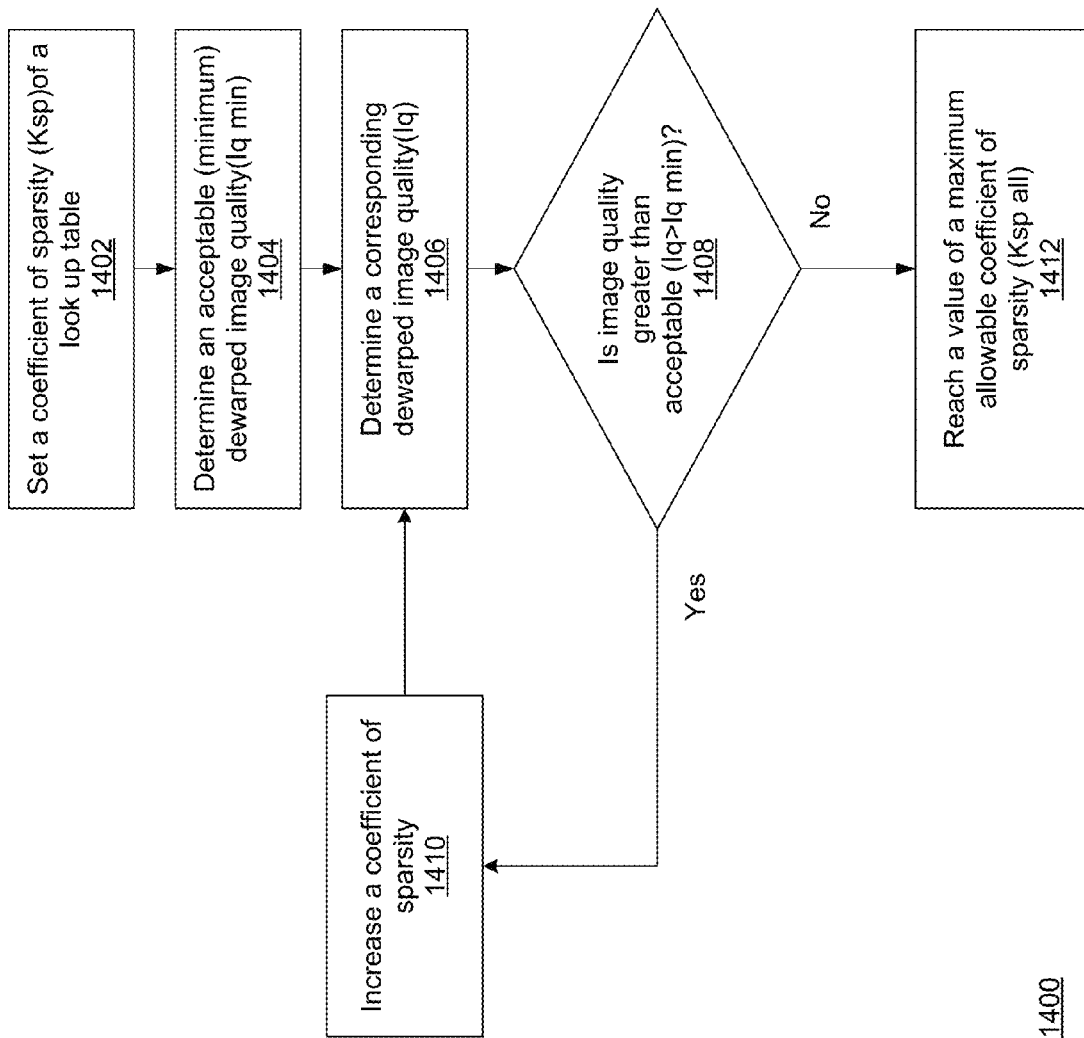 Set a coefficient of sparsity (Ksp)of a
look up table
1402
Determine an acceptable (minimum)
dewarped image quality(Iq min)
1404
Determine a corresponding
dewarped image quality(Iq)
1406
Is image quality
greater than
acceptable (Iq>Iq min)?
1408
Yes
No
Increase a coefficient of
sparsity
1410
Reach a value of a maximum
allowable coefficient of
sparsity (Ksp all)
1412
1400